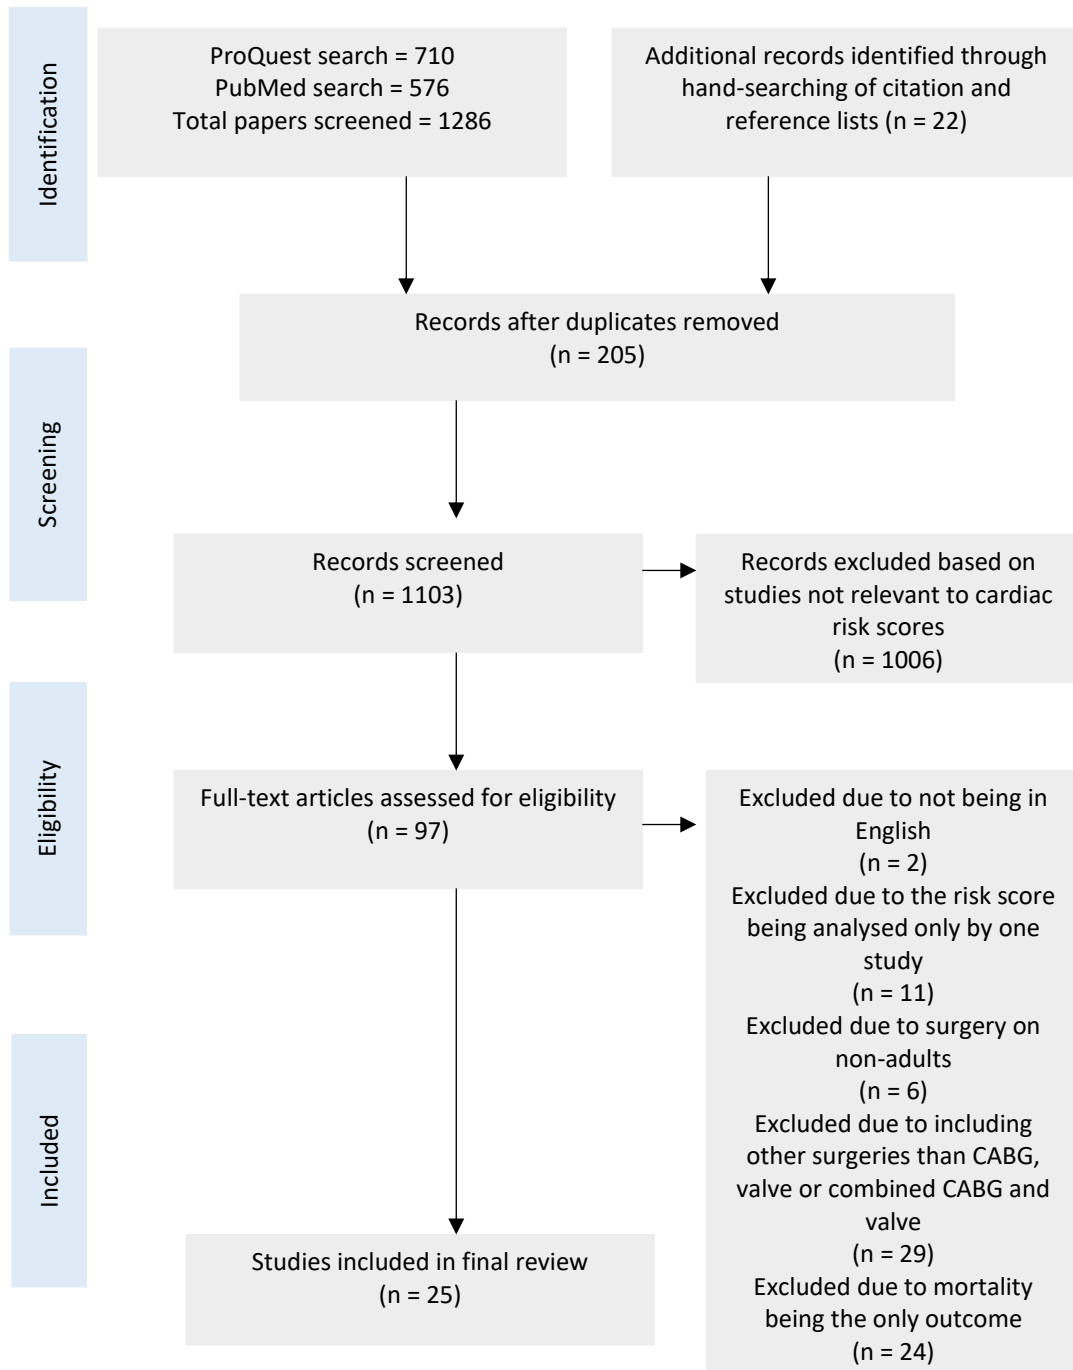 Identification
ProQuest search = 710
PubMed search = 576
Total papers screened = 1286
Additional records identified through
hand-searching of citation and
reference lists (n = 22)
Records after duplicates removed
(n = 205)
Screening
Records screened
(n = 1103)
Records excluded based on
studies not relevant to cardiac
risk scores
(n = 1006)
Eligibility
Full-text articles assessed for eligibility
(n = 97)
Excluded due to not being in
English
(n = 2)
Excluded due to the risk score
being analysed only by one
study
(n = 11)
Excluded due to surgery on
non-adults
(n = 6)
Excluded due to including
other surgeries than CABG,
valve or combined CABG and
valve
(n = 29)
Excluded due to mortality
being the only outcome
(n = 24)
Included
Studies included in final review
(n = 25)